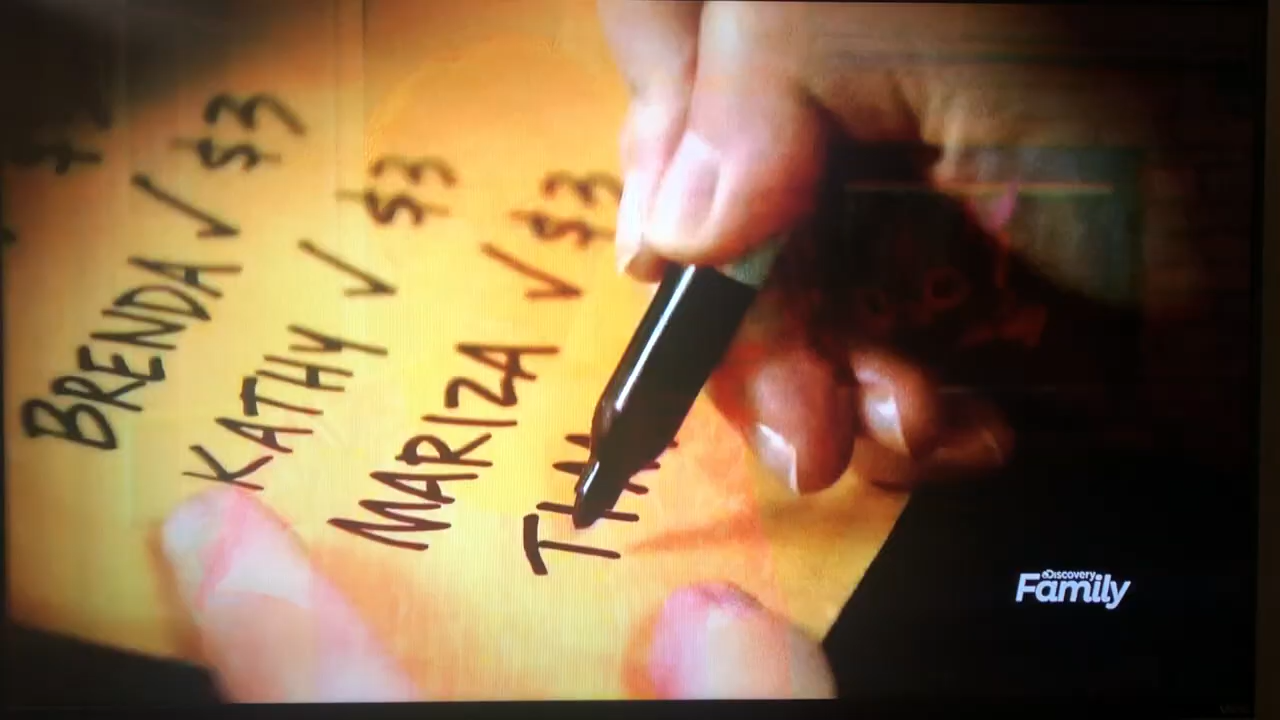 BRENDA ✓ $3
KATHY ✓ $3
MARIZA ✓ $3
Discovery
Family